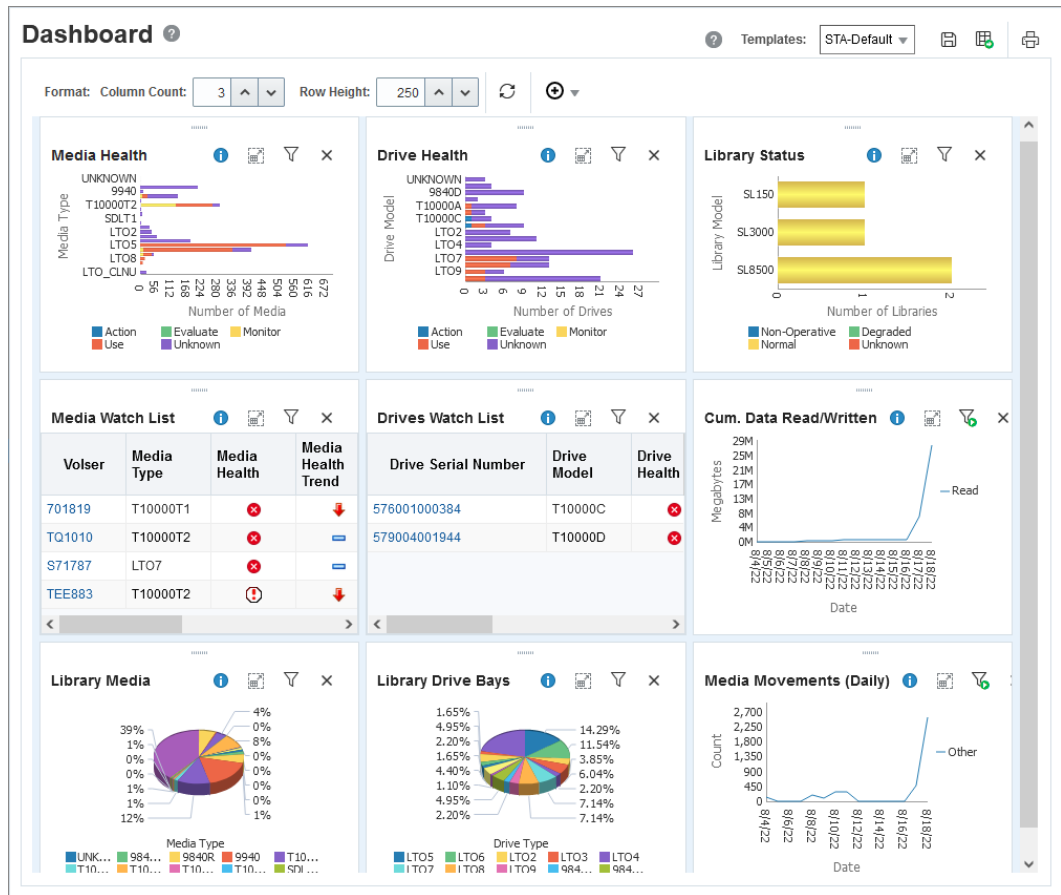 Dashboard ?
? Templates: STA-Default
Format: Column Count: 3 Row Height: 250
Media Health
Media Type
UNKNOWN
9940
T10000T2
SDLT1
LTO2
LTO5
LTO8
LTO_CLNU
0 56 112 168 224 280 336 392 448 504 560 616 672
Number of Media
Action Evaluate Monitor
Use Unknown
Drive Health
Drive Model
UNKNOWN
9840D
T10000A
T10000C
LTO2
LTO4
LTO7
LTO9
0 3 6 9 12 15 18 21 24 27
Number of Drives
Action Evaluate Monitor
Use Unknown
Library Status
Library Model
SL150
SL3000
SL8500
0 1 2
Number of Libraries
Non-Operative Degraded
Normal Unknown
Media Watch List
Volser Media Type Media Health Media Health Trend
701819 T10000T1
TQ1010 T10000T2
S71787 LTO7
TEE883 T10000T2
Drives Watch List
Drive Serial Number Drive Model Drive Health
576001000384 T10000C
579004001944 T10000D
Cum. Data Read/Written
Megabytes
29M
25M
21M
17M
13M
8M
4M
0M
Read
8/4/22 8/5/22 8/6/22 8/7/22 8/8/22 8/9/22 8/10/22 8/11/22 8/12/22 8/13/22 8/14/22 8/15/22 8/16/22 8/17/22 8/18/22
Date
Library Media
39%
1%
0%
0%
1%
1%
12%
4%
0%
8%
0%
0%
0%
0%
1%
Media Type
UNK... 984... 9840R 9940 T10...
T10... T10... T10... T10... SDL...
Library Drive Bays
1.65%
4.95%
2.20%
1.65%
4.40%
1.10%
4.95%
2.20%
14.29%
11.54%
3.85%
6.04%
2.20%
7.14%
7.14%
Drive Type
LTO5 LTO6 LTO2 LTO3 LTO4
LTO7 LTO8 LTO9 984... 984...
Media Movements (Daily)
Count
2,700
2,250
1,800
1,350
900
450
0
Other
8/4/22 8/6/22 8/8/22 8/10/22 8/12/22 8/14/22 8/16/22 8/18/22
Date